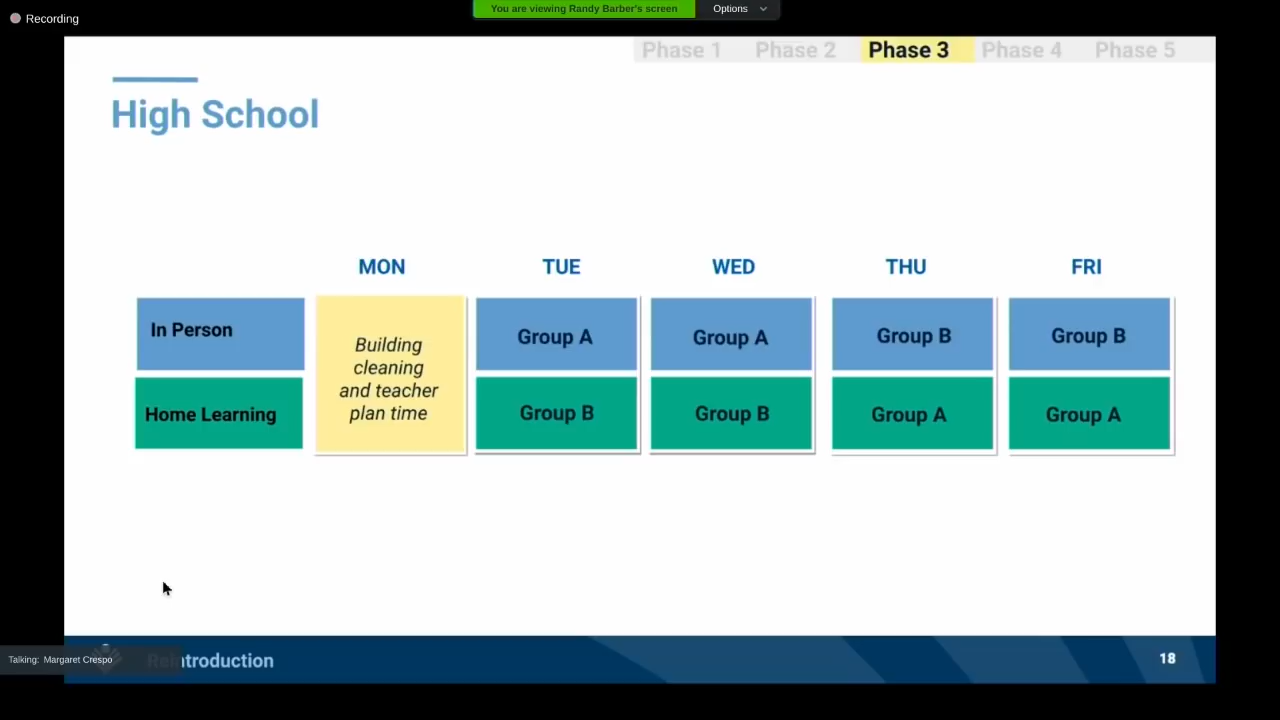 You are viewing Randy Barber's screen
Options
Recording
Phase 1 Phase 2 Phase 3 Phase 4 Phase 5
High School
MON TUE WED THU FRI
In Person
Building
cleaning
and teacher
plan time
Group A Group A Group B Group B
Home Learning
Group B Group B Group A Group A
Talking: Margaret Crespo
Reintroduction
18